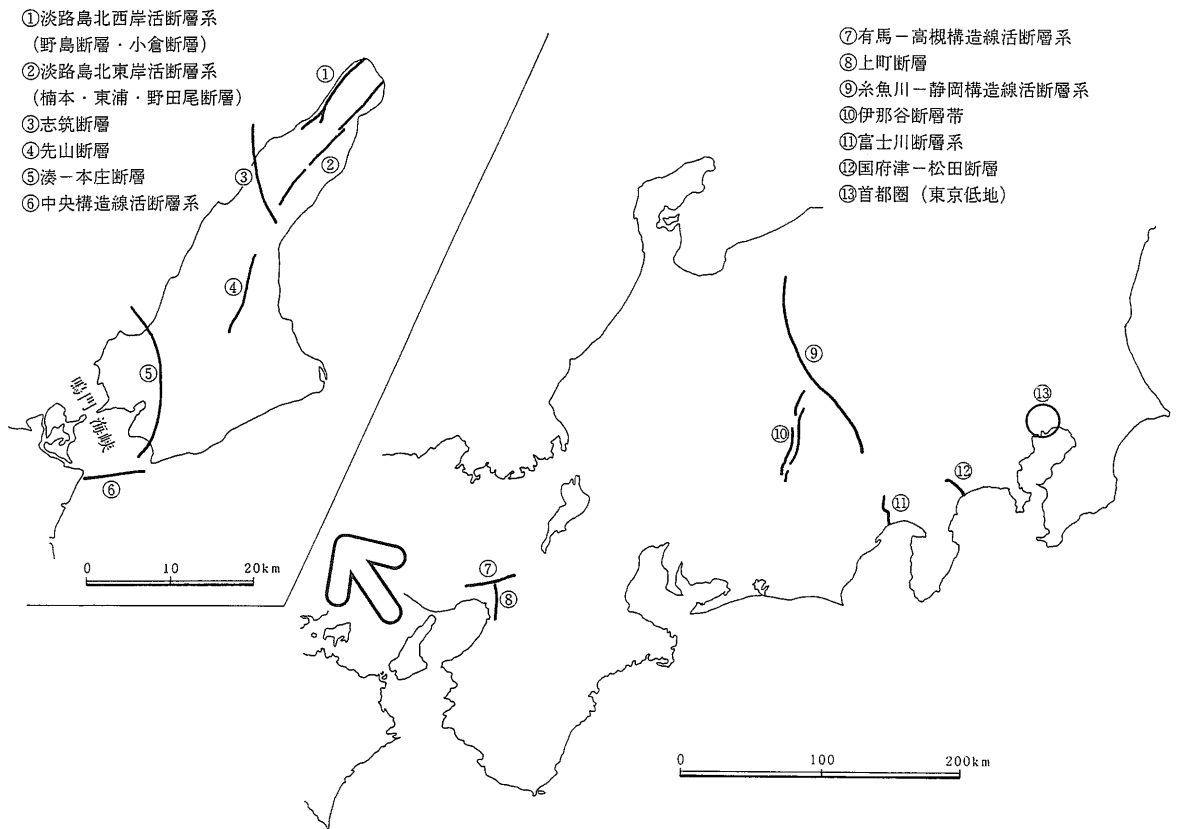 ①淡路島北西岸活断層系
(野島断層・小倉断層)
②淡路島北東岸活断層系
(楠本・東浦・野田尾断層)
③志筑断層
④先山断層
⑤湊－本庄断層
⑥中央構造線活断層系
⑦有馬－高槻構造線活断層系
⑧上町断層
⑨糸魚川－静岡構造線活断層系
⑩伊那谷断層帯
⑪富士川断層系
⑫国府津－松田断層
⑬首都圏 (東京低地)
①
②
③
④
⑤
鳴門海峡
⑥
0 10 20km
⑦
⑧
⑨
⑩
⑪
⑫
⑬
0 100 200km